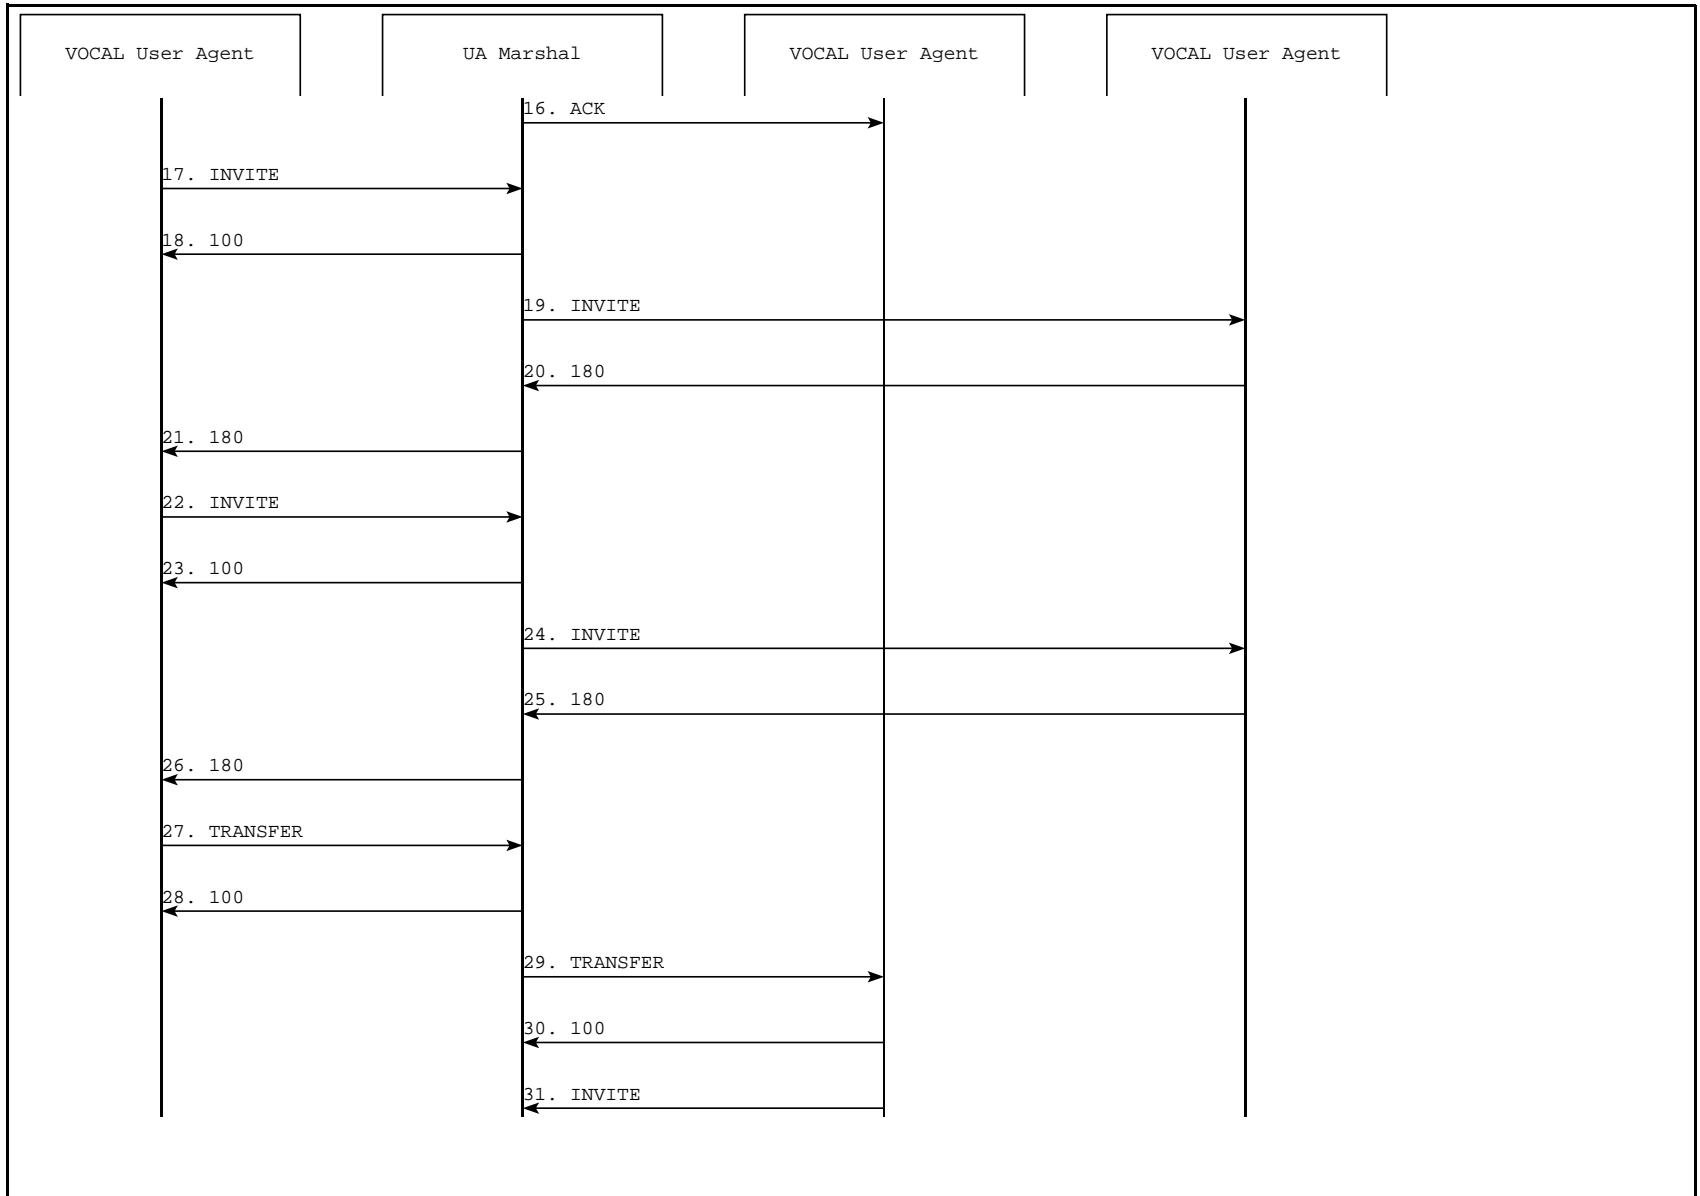 VOCAL User Agent
UA Marshal
VOCAL User Agent
VOCAL User Agent
16. ACK
17. INVITE
18. 100
19. INVITE
20. 180
21. 180
22. INVITE
23. 100
24. INVITE
25. 180
26. 180
27. TRANSFER
28. 100
29. TRANSFER
30. 100
31. INVITE